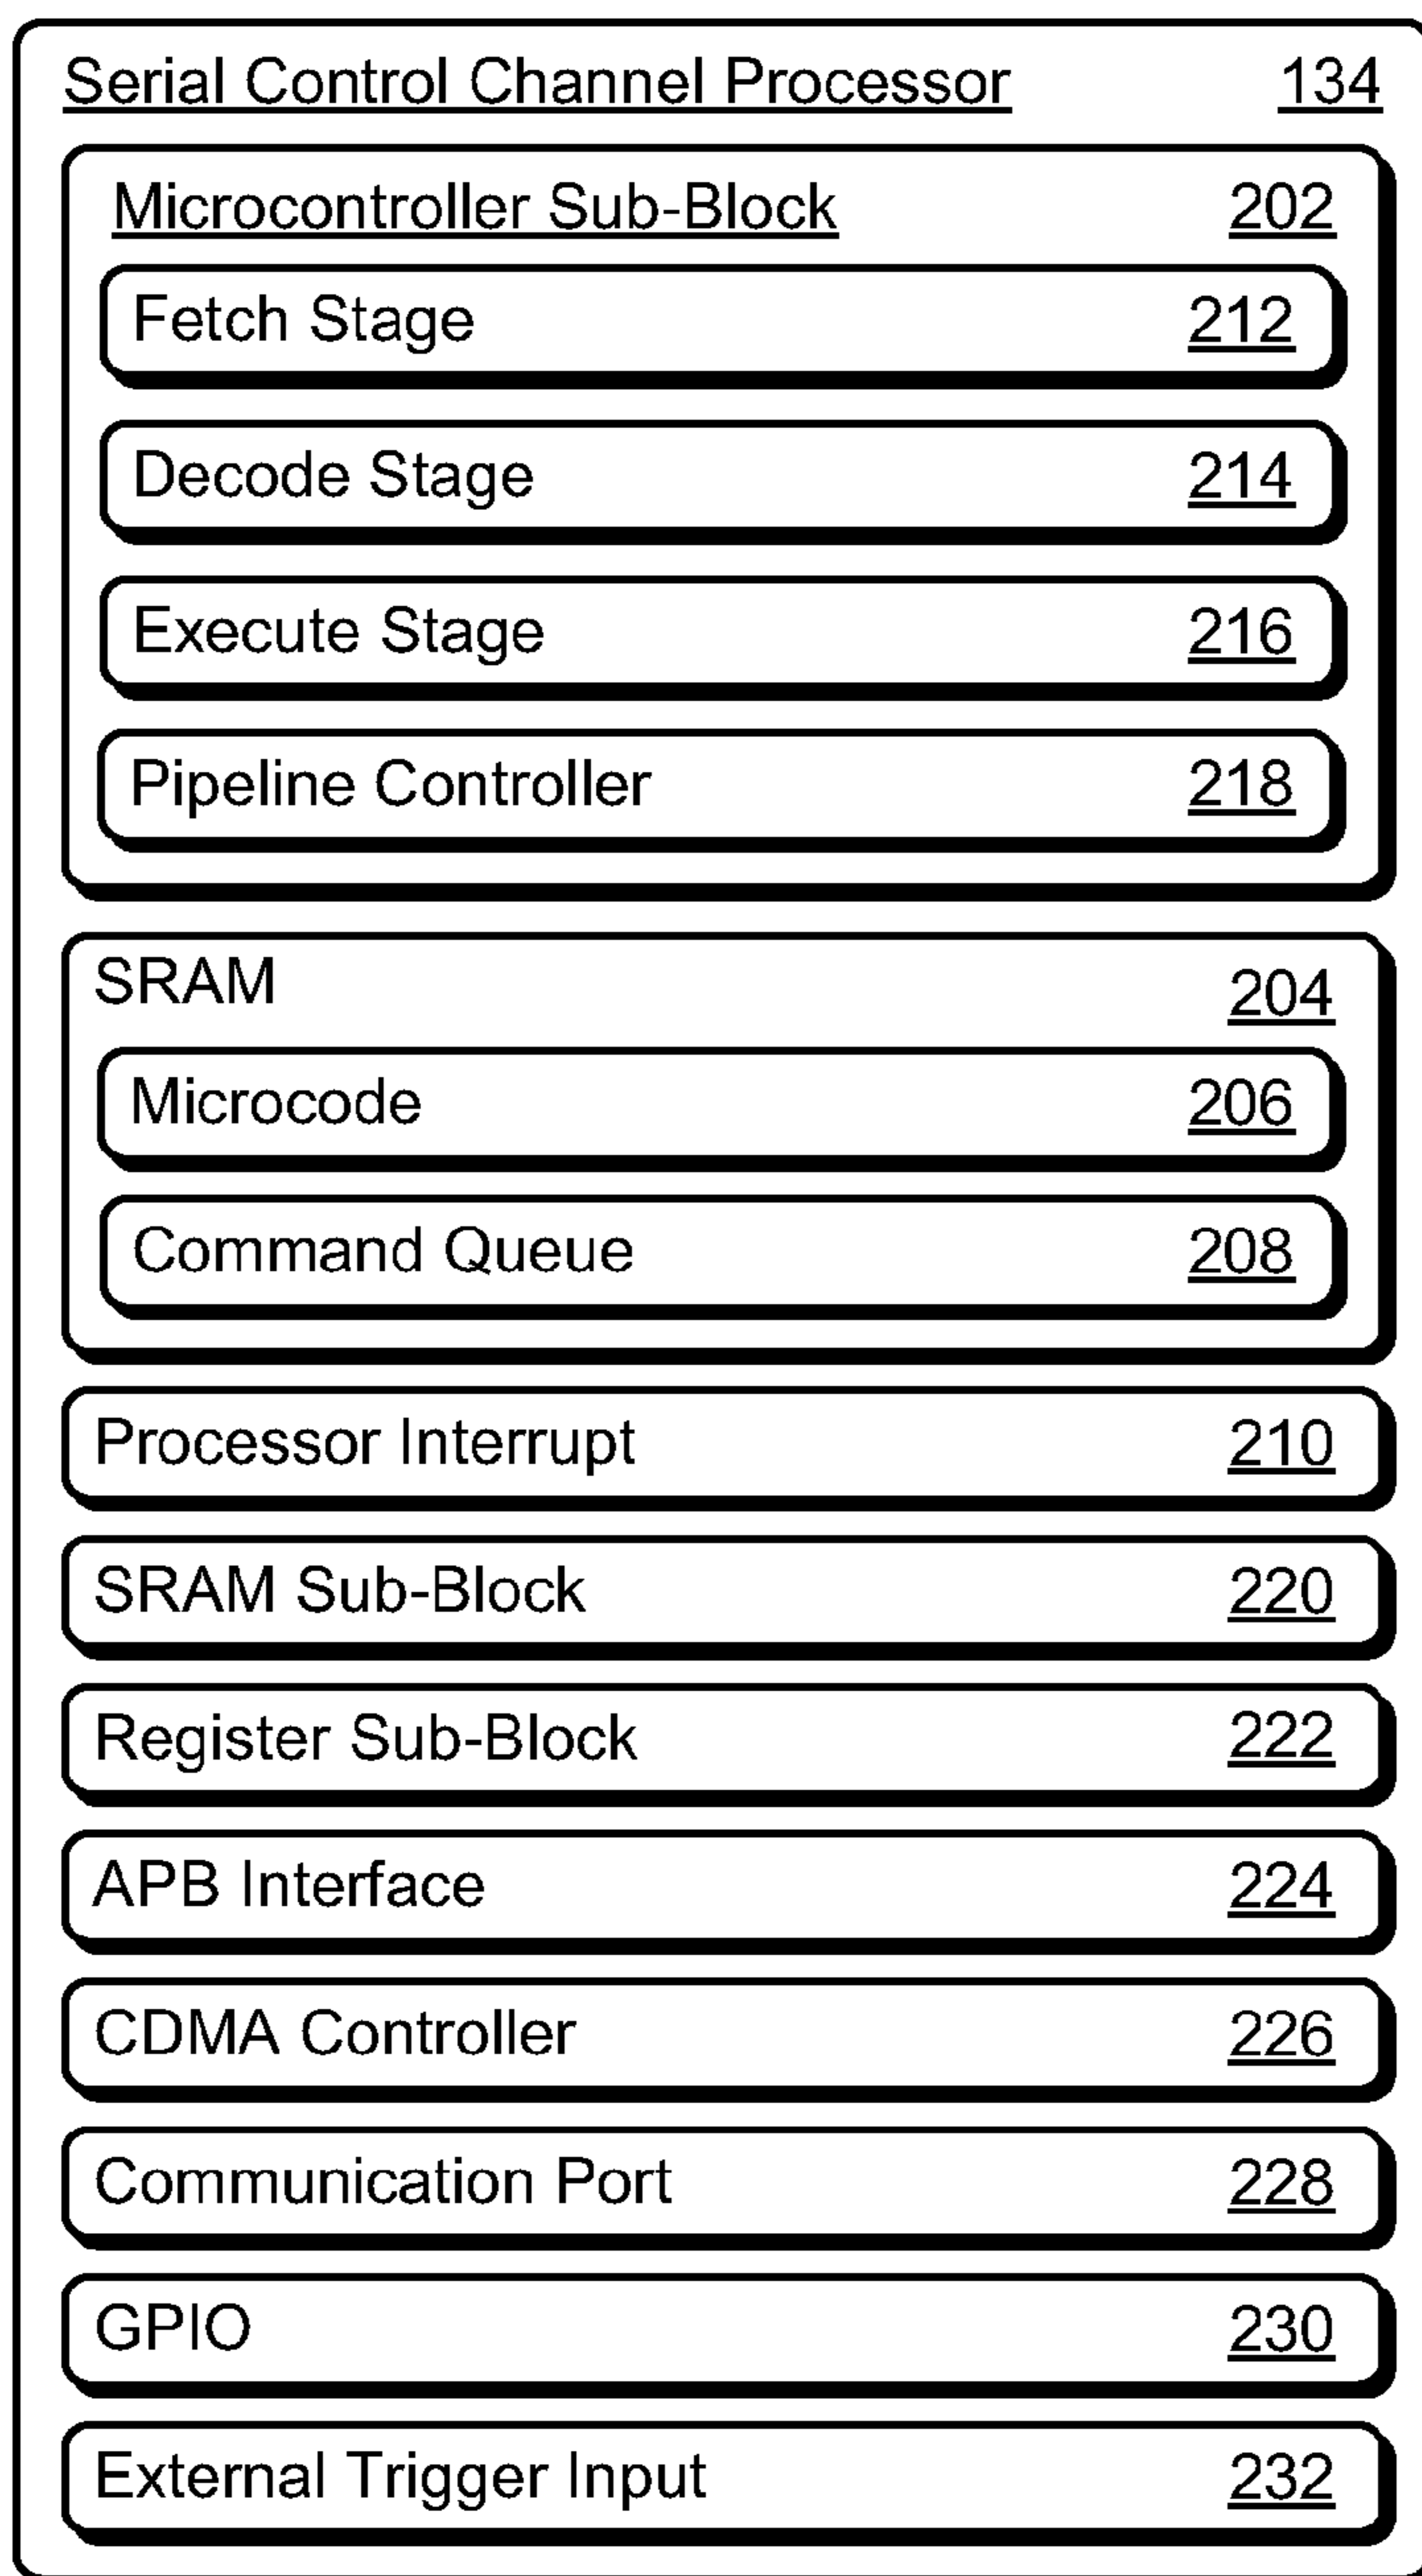 Serial Control Channel Processor 134
Microcontroller Sub-Block 202
Fetch Stage 212
Decode Stage 214
Execute Stage 216
Pipeline Controller 218
SRAM 204
Microcode 206
Command Queue 208
Processor Interrupt 210
SRAM Sub-Block 220
Register Sub-Block 222
APB Interface 224
CDMA Controller 226
Communication Port 228
GPIO 230
External Trigger Input 232